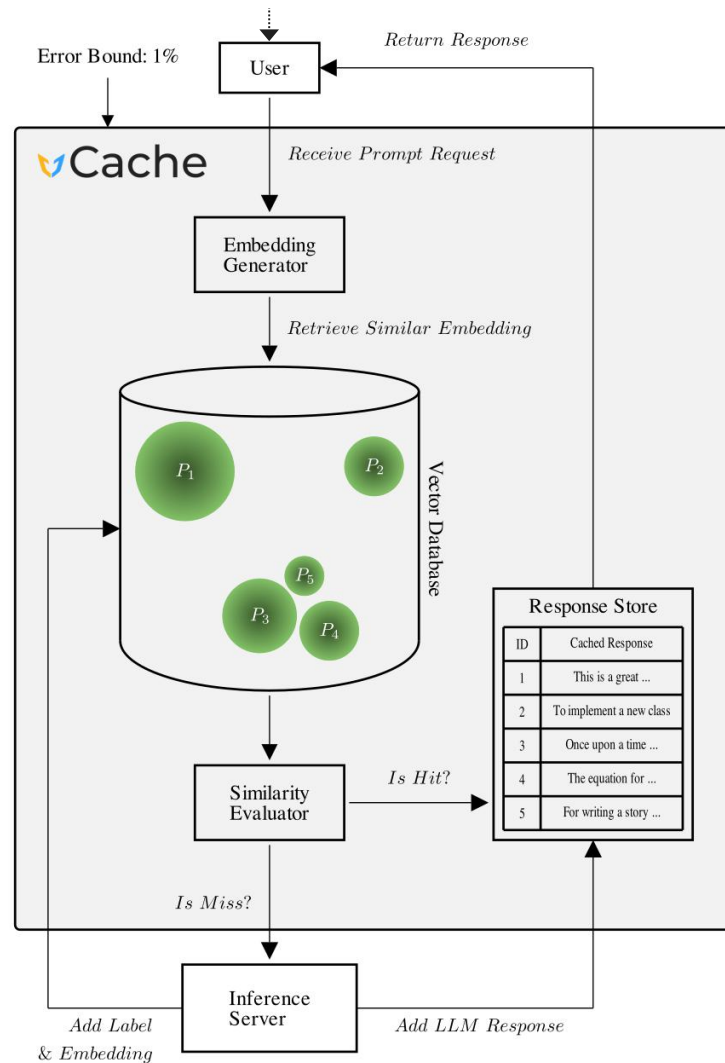 Return Response
Error Bound: 1%
User
vCache
Receive Prompt Request
Embedding
Generator
Retrieve Similar Embedding
P₁
P₂
Vector Database
P₅
P₃
P₄
Response Store
ID Cached Response
1 This is a great ...
2 To implement a new class
3 Once upon a time ...
4 The equation for ...
5 For writing a story ...
Similarity
Evaluator
Is Hit?
Is Miss?
Inference
Server
Add Label
& Embedding
Add LLM Response